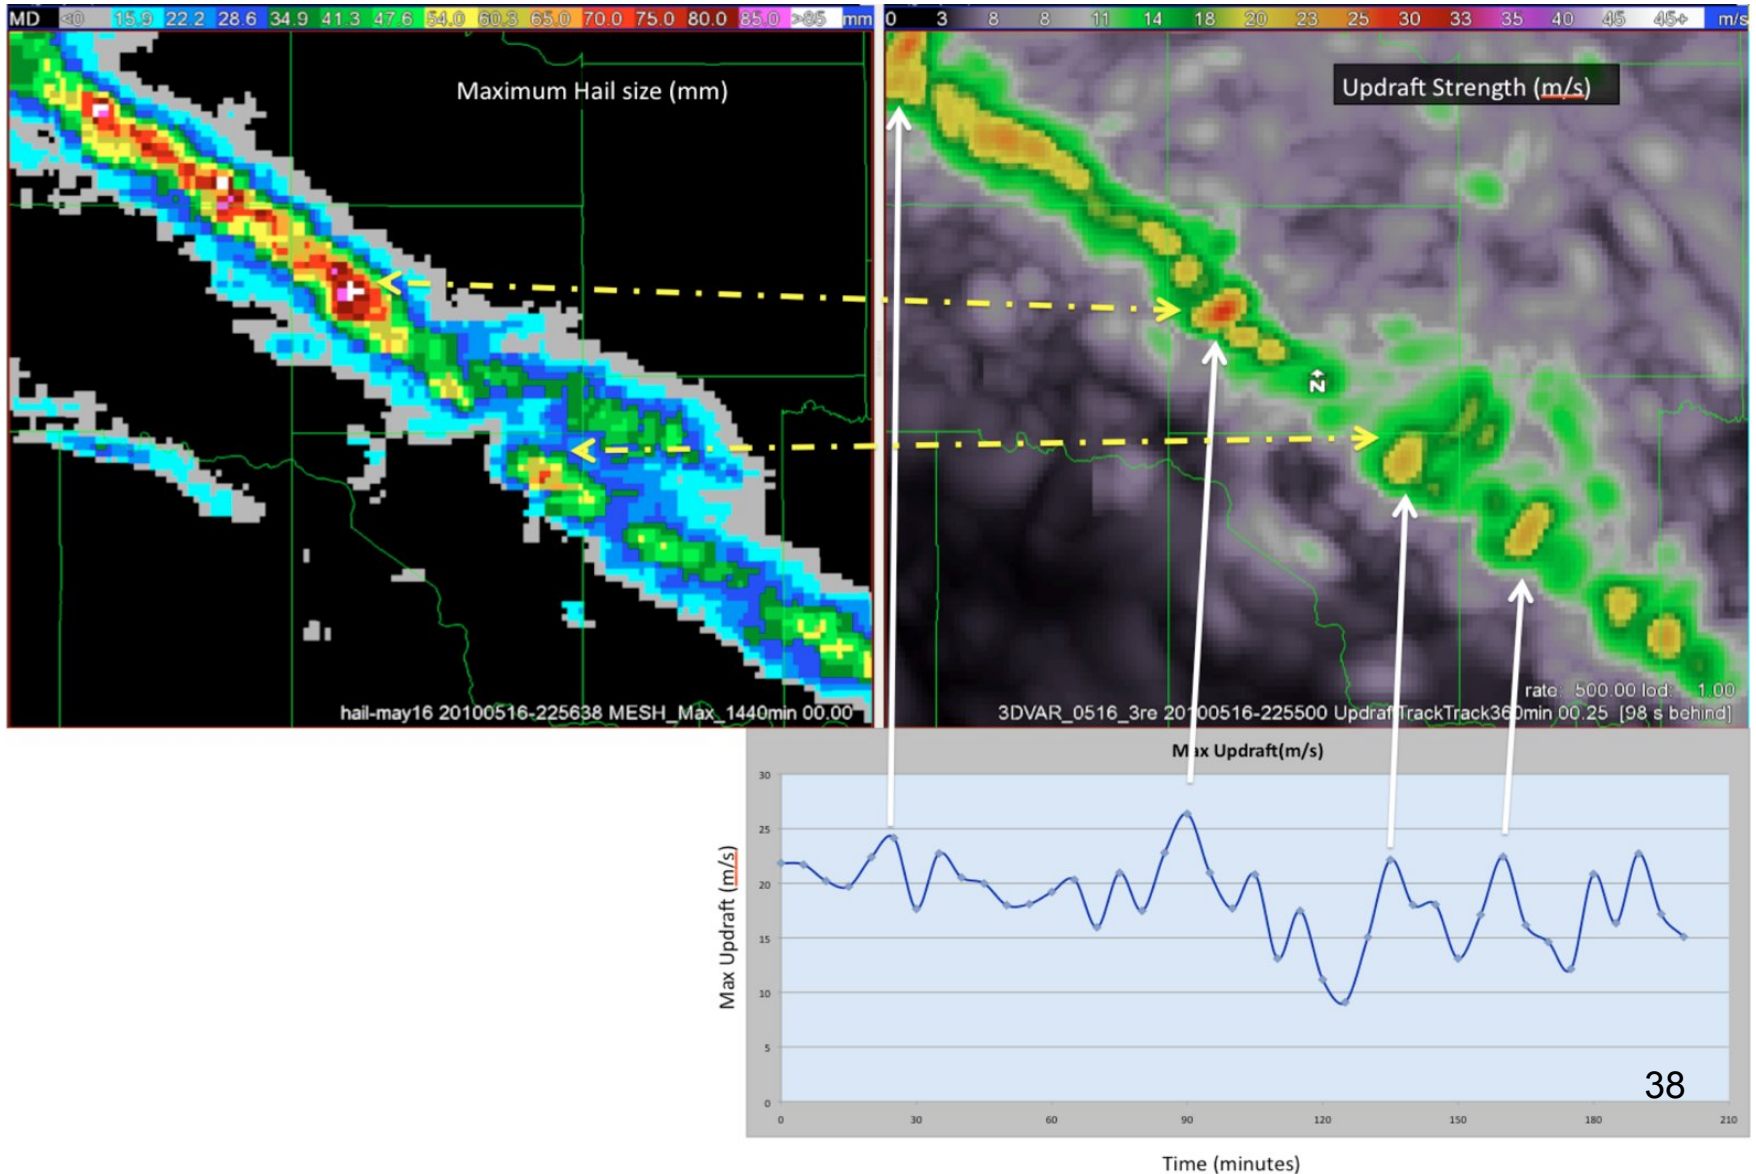 MD <0 15.9 22.2 28.6 34.9 41.3 47.6 54.0 60.3 65.0 70.0 75.0 80.0 85.0 >85 mm
0 3 8 8 11 14 18 20 23 25 30 33 35 40 45 45+ m/s
Maximum Hail size (mm)
Updraft Strength (m/s)
N
rate: 500.00 lod: 1.00
hail-may16 20100516-225638 MESH_Max_1440min 00.00
3DVAR_0516_3re 20100516-225500 UpdrafTrackTrack360min 00.25 [98 s behind]
Max Updraft(m/s)
30
25
20
15
10
5
0
Max Updraft (m/s)
38
0 30 60 90 120 150 180 210
Time (minutes)